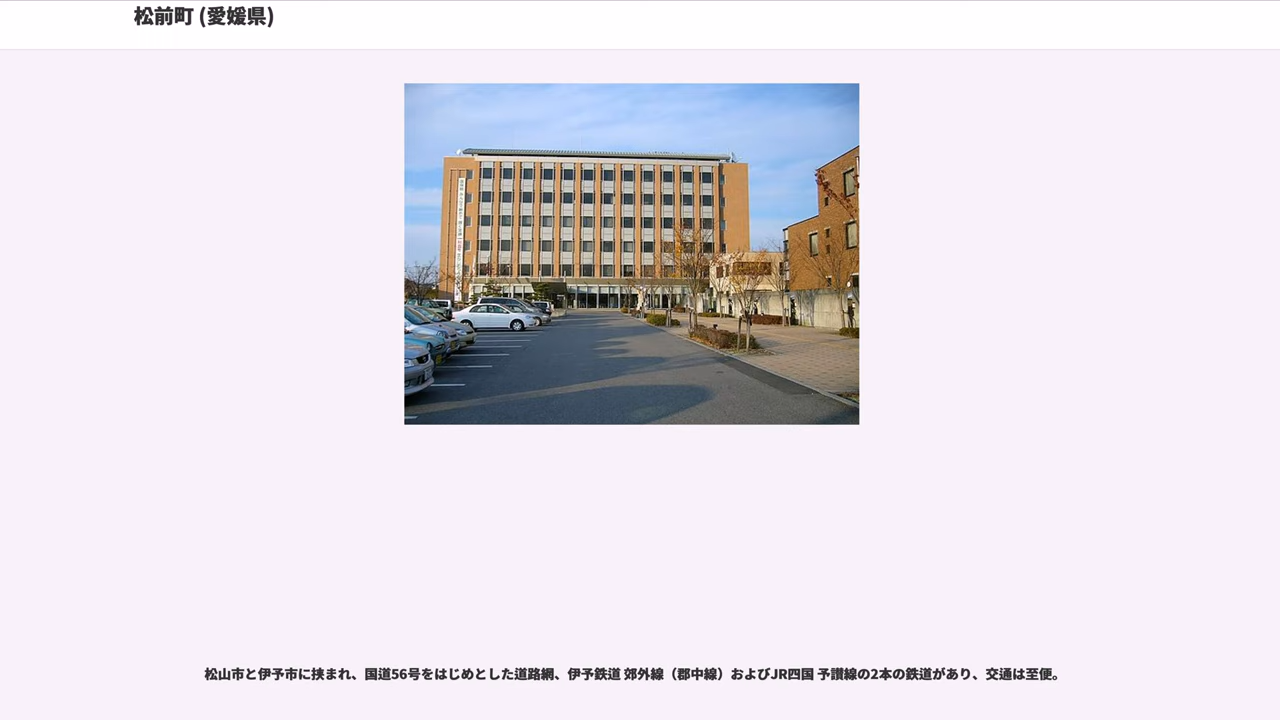 松前町 (愛媛県)
松山市と伊予市に挟まれ、国道56号をはじめとした道路網、伊予鉄道 郊外線（郡中線）およびJR四国 予讃線の2本の鉄道があり、交通は至便。